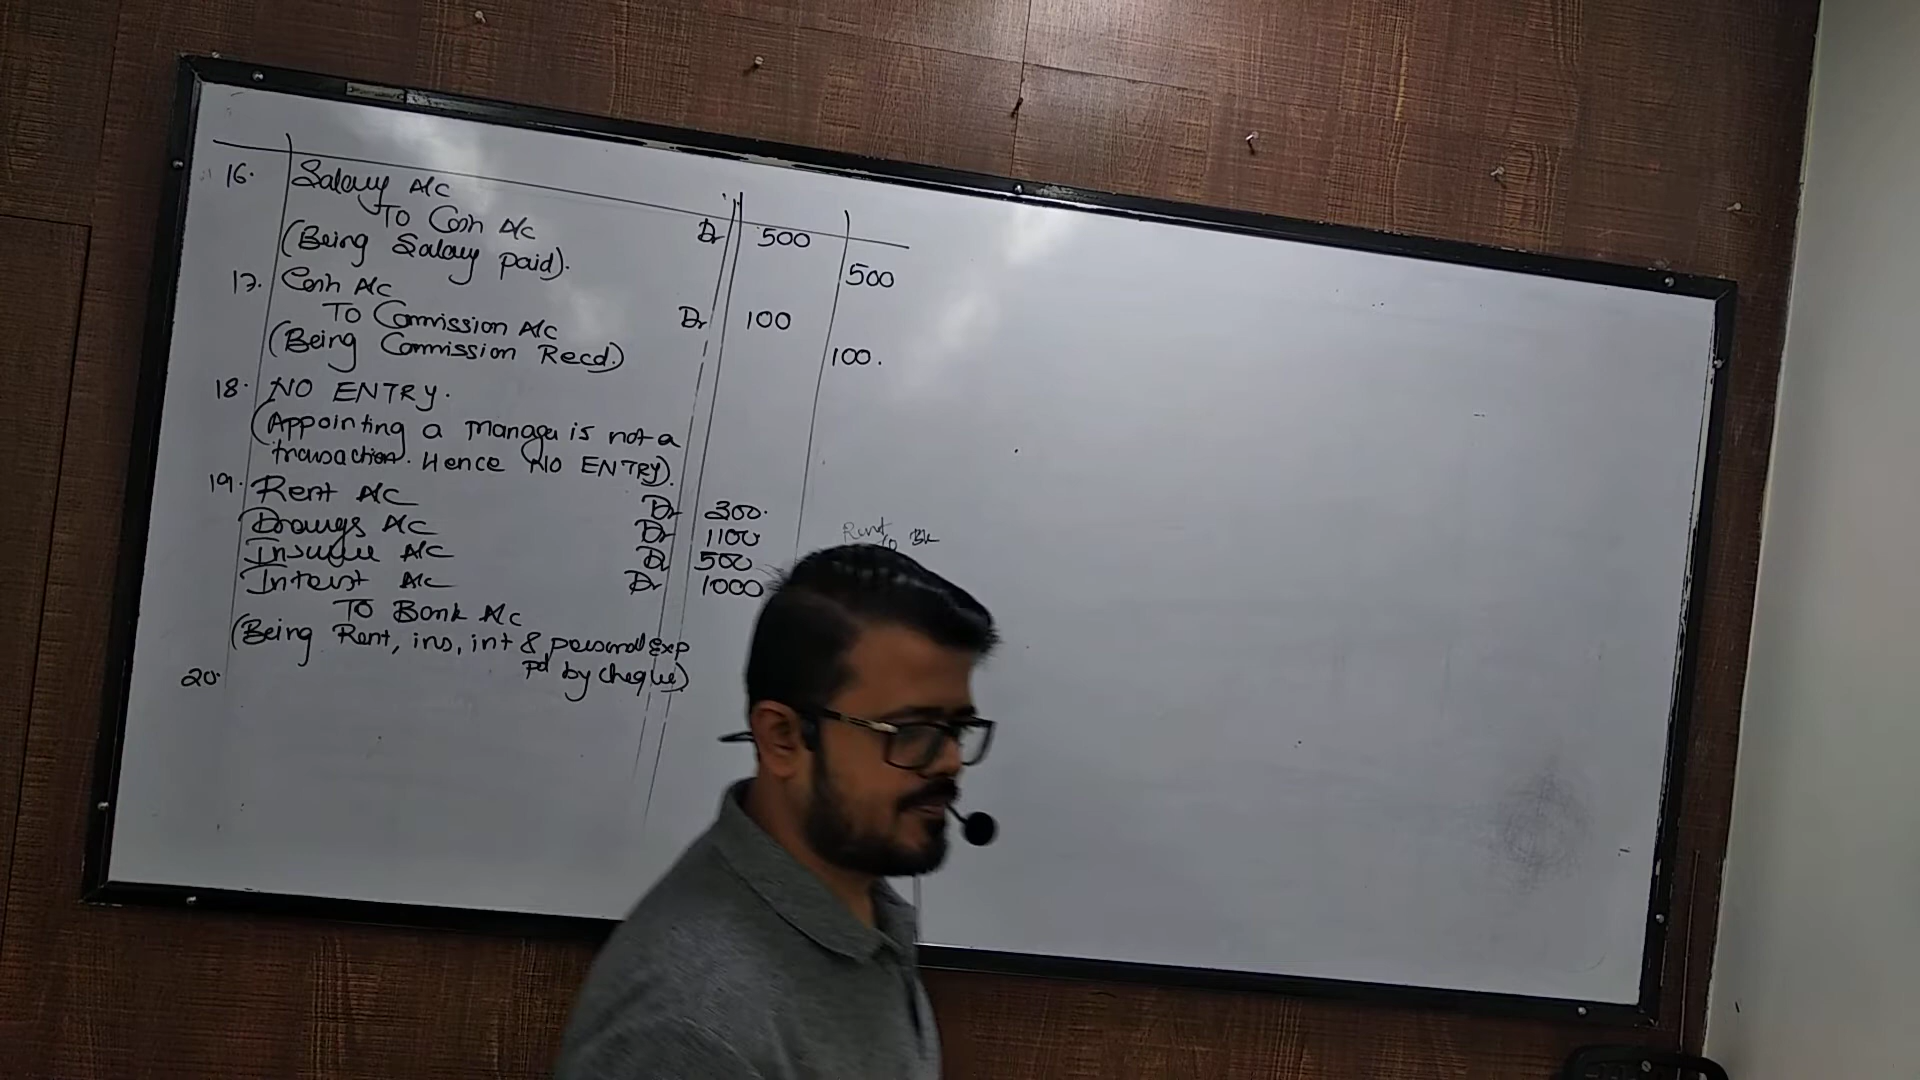 16. Salary A/c Dr 500
To Cash A/c 500
(Being Salary paid).
17. Cash A/c Dr 100
To Commission A/c 100.
(Being Commission Recd.)
18. NO ENTRY.
(Appointing a manager is not a
transaction. Hence NO ENTRY).
19. Rent A/C Dr 300.
Drawgs A/C Dr 1100
A/C Dr 500
Interest A/C Dr 1000
TO Bank A/c
(Being Rent, ins, int & personal Exp
pd by cheque)
20.
Rent
To Bk